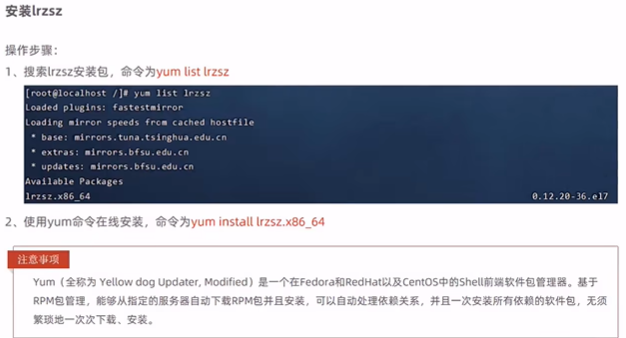 安装lrzsz
操作步骤：
1、搜索lrzsz安装包，命令为yum list lrzsz
[root@localhost /]# yum list lrzsz
Loaded plugins: fastestmirror
Loading mirror speeds from cached hostfile
* base: mirrors.tuna.tsinghua.edu.cn
* extras: mirrors.bfsu.edu.cn
* updates: mirrors.bfsu.edu.cn
Available Packages
lrzsz.x86_64 0.12.20-36.el7
2、使用yum命令在线安装，命令为yum install lrzsz.x86_64
注意事项
Yum（全称为 Yellow dog Updater, Modified）是一个在Fedora和RedHat以及CentOS中的Shell前端软件包管理器。基于
RPM包管理，能够从指定的服务器自动下载RPM包并且安装，可以自动处理依赖关系，并且一次安装所有依赖的软件包，无须
繁琐地一次次下载、安装。